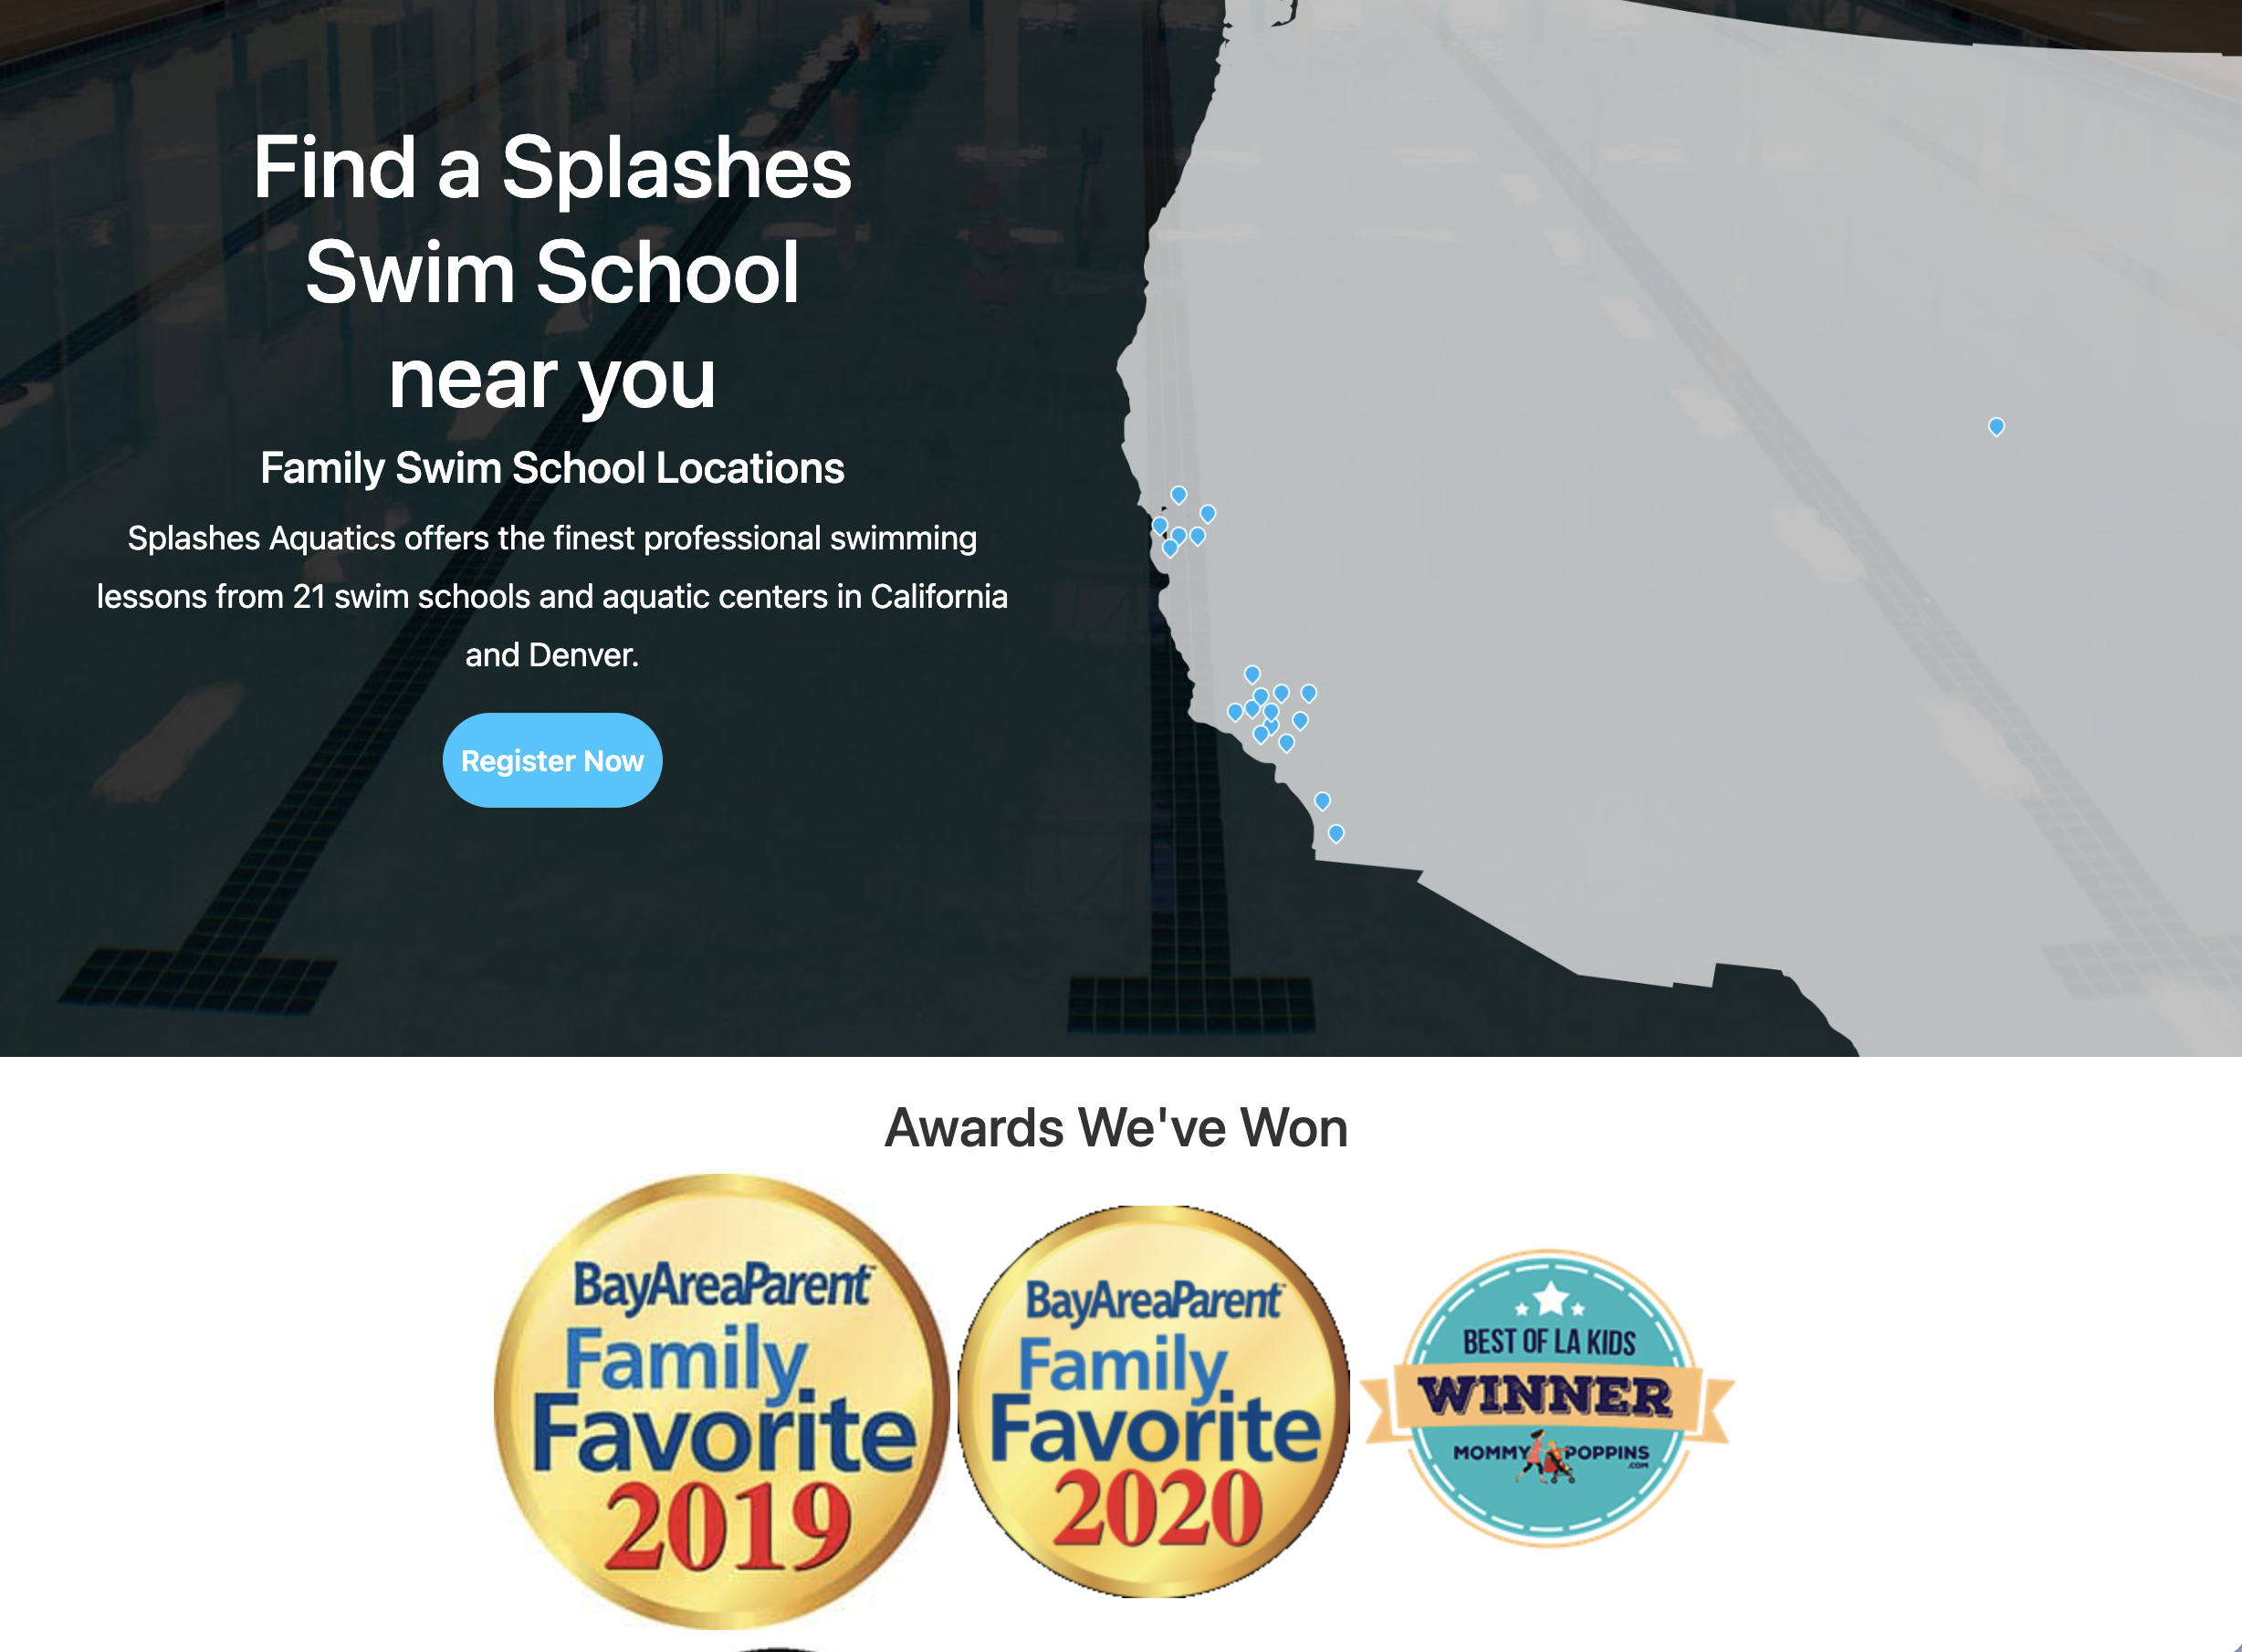 Find a Splashes
Swim School
near you
Family Swim School Locations
Splashes Aquatics offers the finest professional swimming
lessons from 21 swim schools and aquatic centers in California
and Denver.
Register Now
Awards We've Won
BayAreaParent™
Family
Favorite
2019
BayAreaParent™
Family
Favorite
2020
BEST OF LA KIDS
WINNER
MOMMY POPPINS
.COM